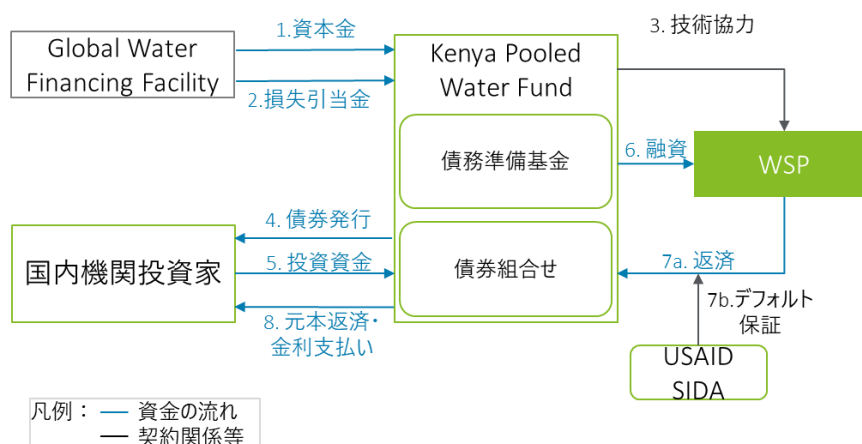 1.資本金
3. 技術協力
Global Water
Financing Facility
Kenya Pooled
Water Fund
2.損失引当金
債務準備基金
6. 融資
WSP
4. 債券発行
国内機関投資家
5. 投資資金
債券組合せ
7a. 返済
8. 元本返済・
金利支払い
7b.デフォルト
保証
USAID
SIDA
凡例： 資金の流れ
契約関係等